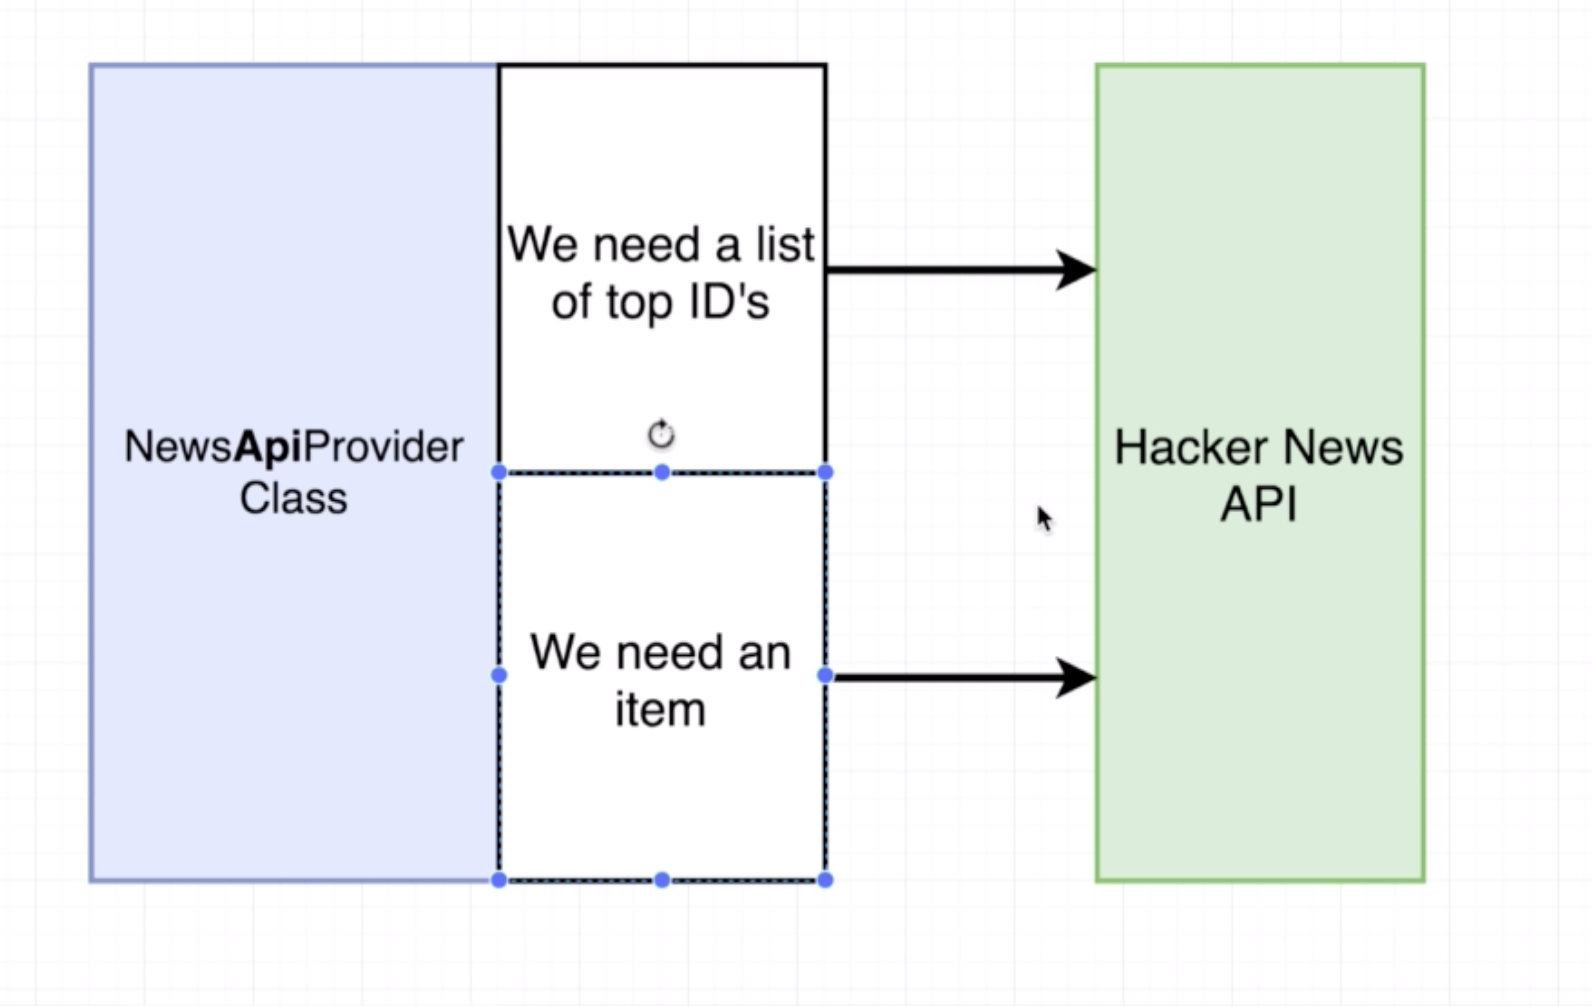 We need a list
of top ID's
NewsApiProvider
Class
Hacker News
API
We need an
item